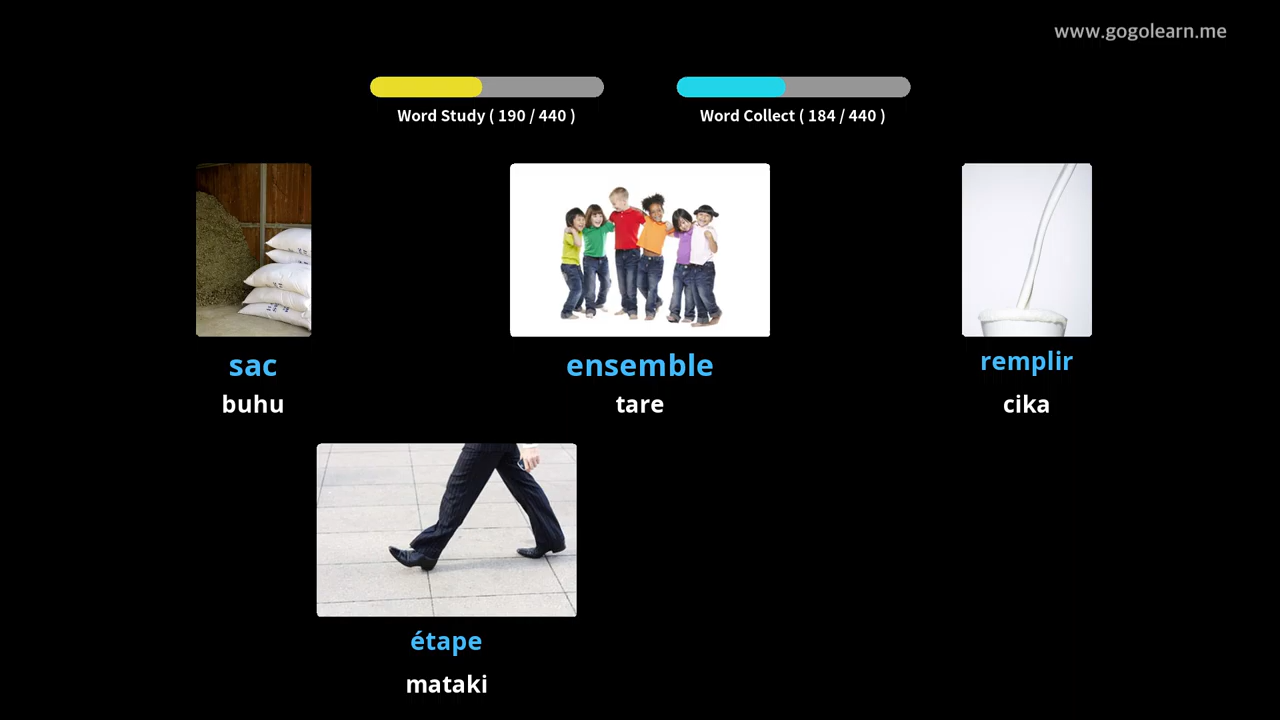 www.gogolearn.me
Word Study ( 190 / 440 )
Word Collect ( 184 / 440 )
sac
buhu
ensemble
tare
remplir
cika
étape
mataki